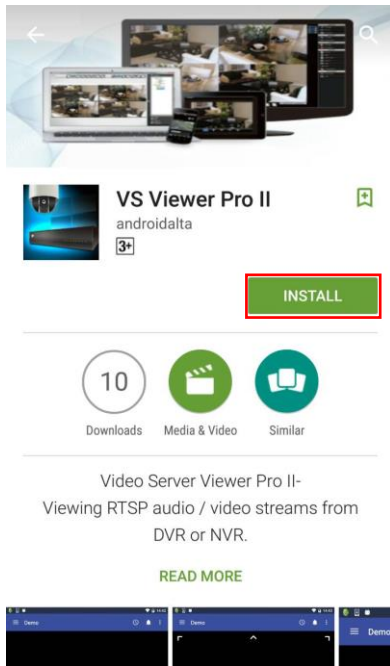 VS Viewer Pro II
androidalta
3+
INSTALL
10
Downloads
Media & Video
Similar
Video Server Viewer Pro II-
Viewing RTSP audio / video streams from
DVR or NVR.
READ MORE
Demo
Demo
Demo